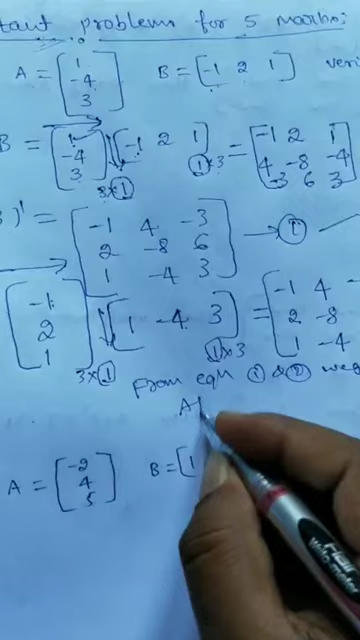 problems for 5 marks:
A = [1 -4 3] B = [-1 2 1] veri
B = [1 -4 3] 3×1 [-1 2 1] 1×3 = [-1 2 1 4 -8 -4 -3 6 3]
)' = [-1 4 -3 2 -8 6 1 -4 3] → ①
[-1 2 1] 3×1 [1 -4 3] 1×3 = [-1 4 2 -8 1 -4
From eqn ① & ② we
A = [-2 4 5] B = [1